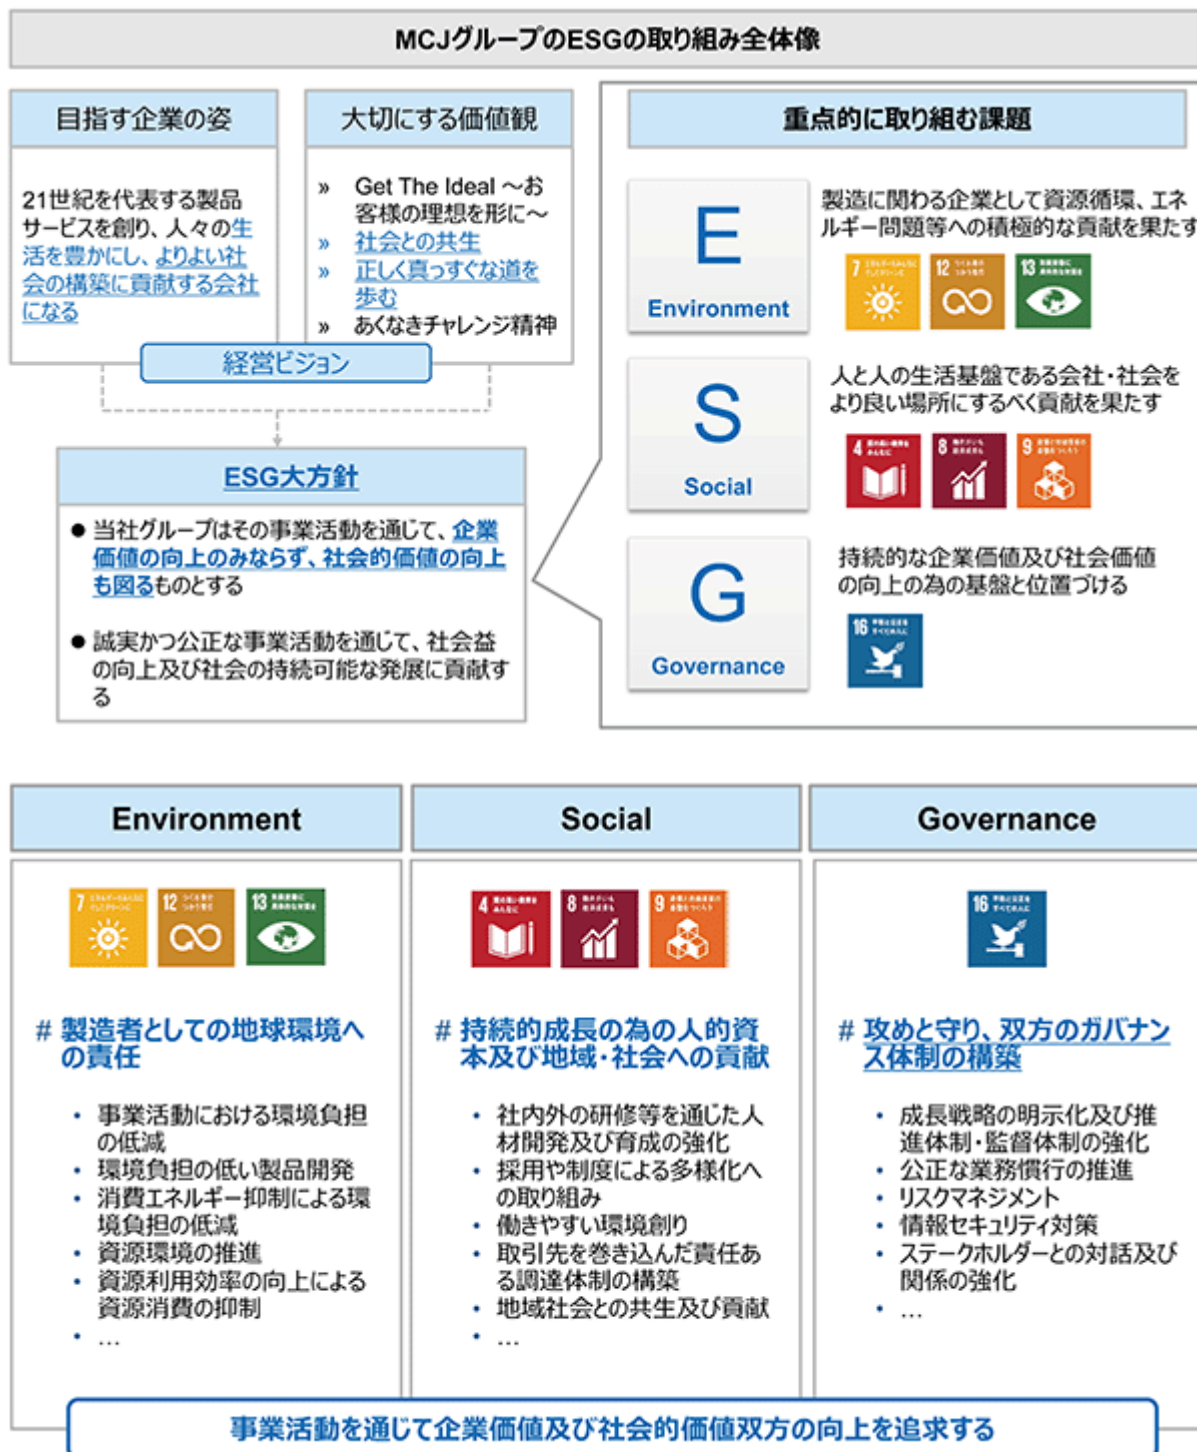 MCJグループのESGの取り組み全体像
目指す企業の姿
21世紀を代表する製品
サービスを創り、人々の生
活を豊かにし、よりよい社
会の構築に貢献する会社
になる
大切にする価値観
» Get The Ideal ～お
客様の理想を形に～
» 社会との共生
» 正しく真っすぐな道を
歩む
» あくなきチャレンジ精神
経営ビジョン
ESG大方針
● 当社グループはその事業活動を通じて、企業
価値の向上のみならず、社会的価値の向上
も図るものとする
● 誠実かつ公正な事業活動を通じて、社会益
の向上及び社会の持続可能な発展に貢献す
る
重点的に取り組む課題
E
Environment
製造に関わる企業として資源循環、エネ
ルギー問題等への積極的な貢献を果たす
7
12
13
S
Social
人と人の生活基盤である会社・社会を
より良い場所にするべく貢献を果たす
4
8
9
G
Governance
持続的な企業価値及び社会価値
の向上の為の基盤と位置づける
16
Environment
7
12
13
# 製造者としての地球環境へ
の責任
• 事業活動における環境負担
の低減
• 環境負担の低い製品開発
• 消費エネルギー抑制による環
境負担の低減
• 資源環境の推進
• 資源利用効率の向上による
資源消費の抑制
• …
Social
4
8
9
# 持続的成長の為の人的資
本及び地域・社会への貢献
• 社内外の研修等を通じた人
材開発及び育成の強化
• 採用や制度による多様化へ
の取り組み
• 働きやすい環境創り
• 取引先を巻き込んだ責任あ
る調達体制の構築
• 地域社会との共生及び貢献
• …
Governance
16
# 攻めと守り、双方のガバナン
ス体制の構築
• 成長戦略の明示化及び推
進体制・監督体制の強化
• 公正な業務慣行の推進
• リスクマネジメント
• 情報セキュリティ対策
• ステークホルダーとの対話及び
関係の強化
• …
事業活動を通じて企業価値及び社会的価値双方の向上を追求する